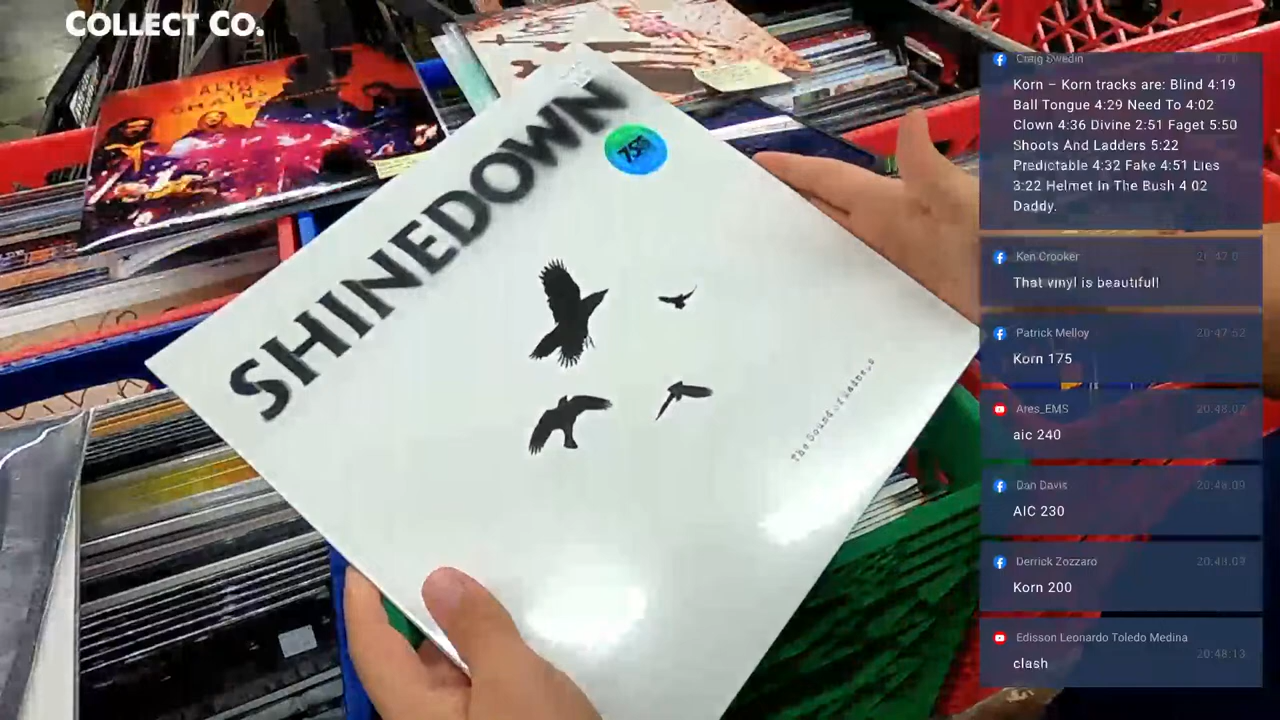 COLLECT CO.
ALICE
CHAINS
SHINEDOWN
75
The Sound of Madness
Craig Swedin
Korn – Korn tracks are: Blind 4:19
Ball Tongue 4:29 Need To 4:02
Clown 4:36 Divine 2:51 Faget 5:50
Shoots And Ladders 5:22
Predictable 4:32 Fake 4:51 Lies
3:22 Helmet In The Bush 4 02
Daddy.
Ken Crooker
That vinyl is beautiful!
Patrick Melloy 20:47:52
Korn 175
Ares_EMS 20:48:07
aic 240
Dan Davis 20:48:09
AIC 230
Derrick Zozzaro 20:48:09
Korn 200
Edisson Leonardo Toledo Medina
20:48:13
clash